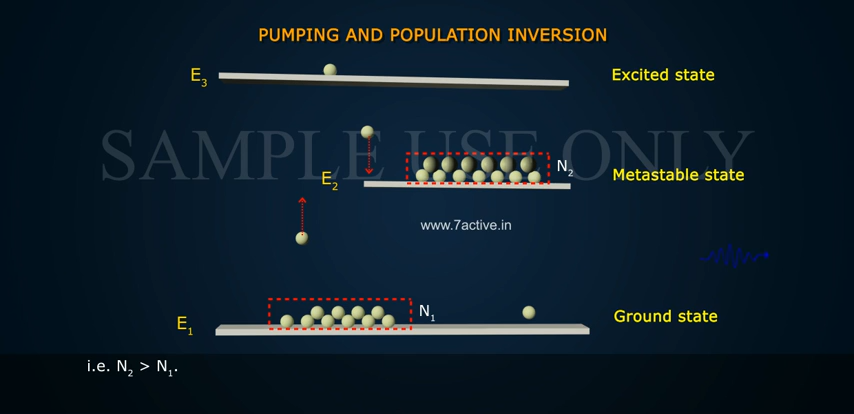 PUMPING AND POPULATION INVERSION
E3 Excited state
SAMPLE USE ONLY
N2
E2 Metastable state
www.7active.in
N1
E1 Ground state
i.e. N2 > N1.